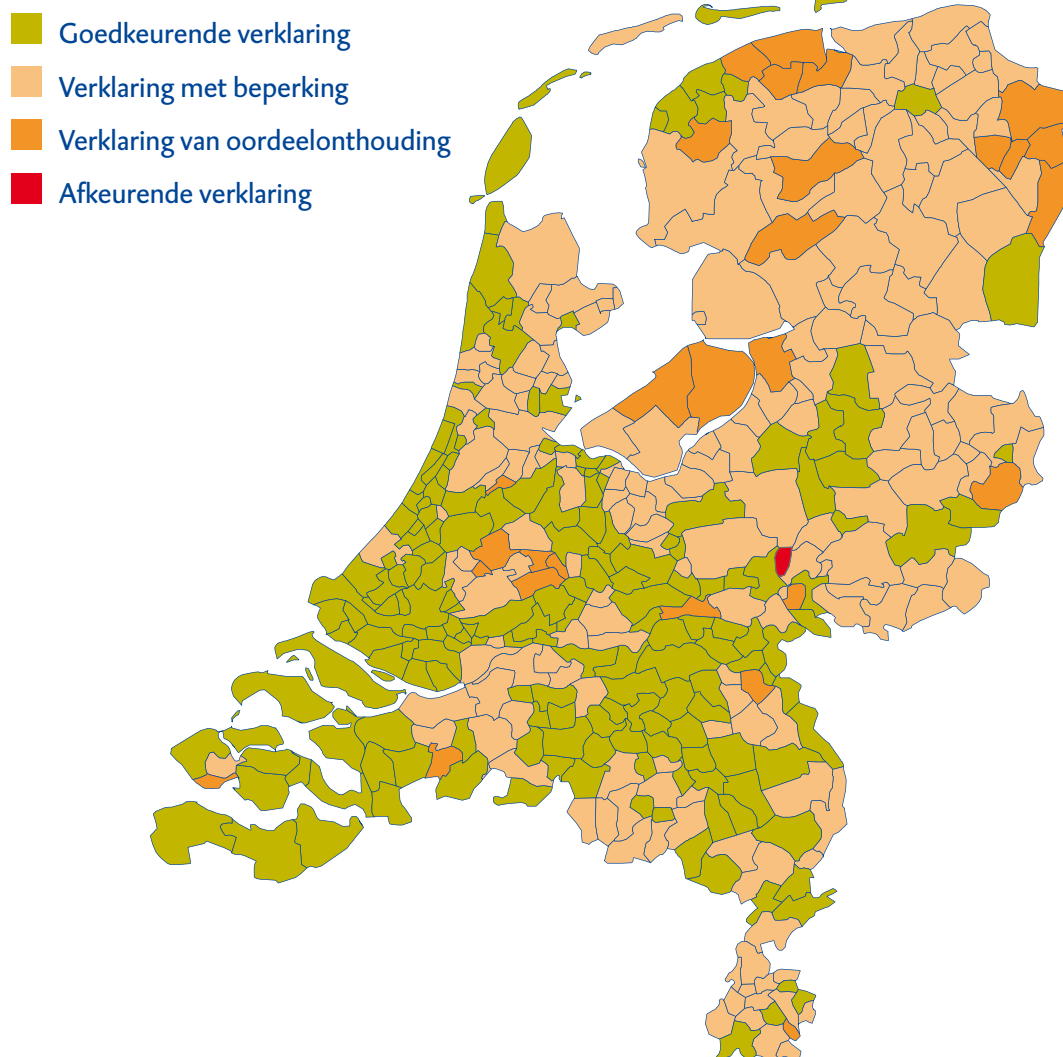 Goedkeurende verklaring
Verklaring met beperking
Verklaring van oordeelonthouding
Afkeurende verklaring